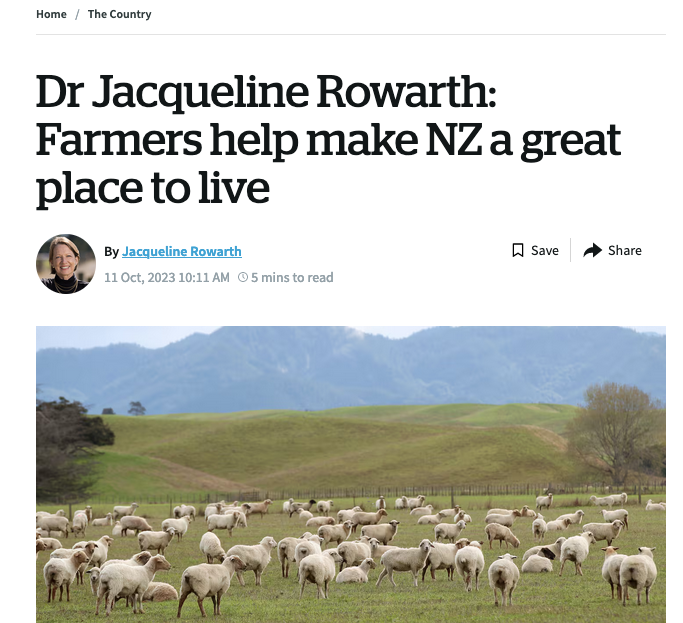 Home / The Country
Dr Jacqueline Rowarth:
Farmers help make NZ a great
place to live
By Jacqueline Rowarth
Save
Share
11 Oct, 2023 10:11 AM 5 mins to read